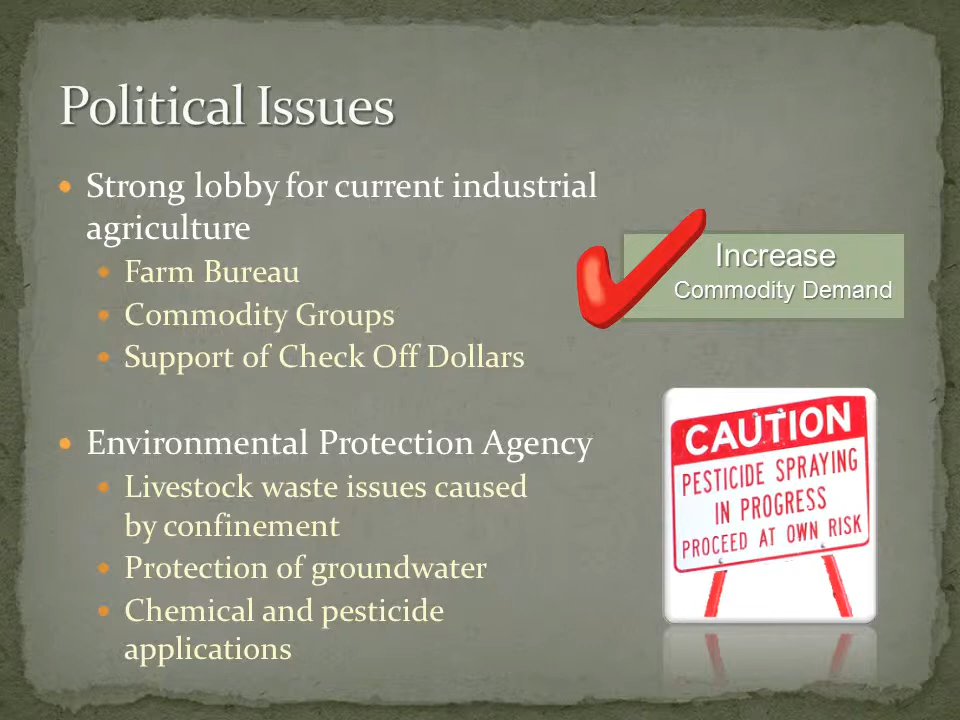 Political Issues
Strong lobby for current industrial
agriculture
Farm Bureau
Commodity Groups
Support of Check Off Dollars
Increase
Commodity Demand
Environmental Protection Agency
Livestock waste issues caused
by confinement
Protection of groundwater
Chemical and pesticide
applications
CAUTION
PESTICIDE SPRAYING
IN PROGRESS
PROCEED AT OWN RISK